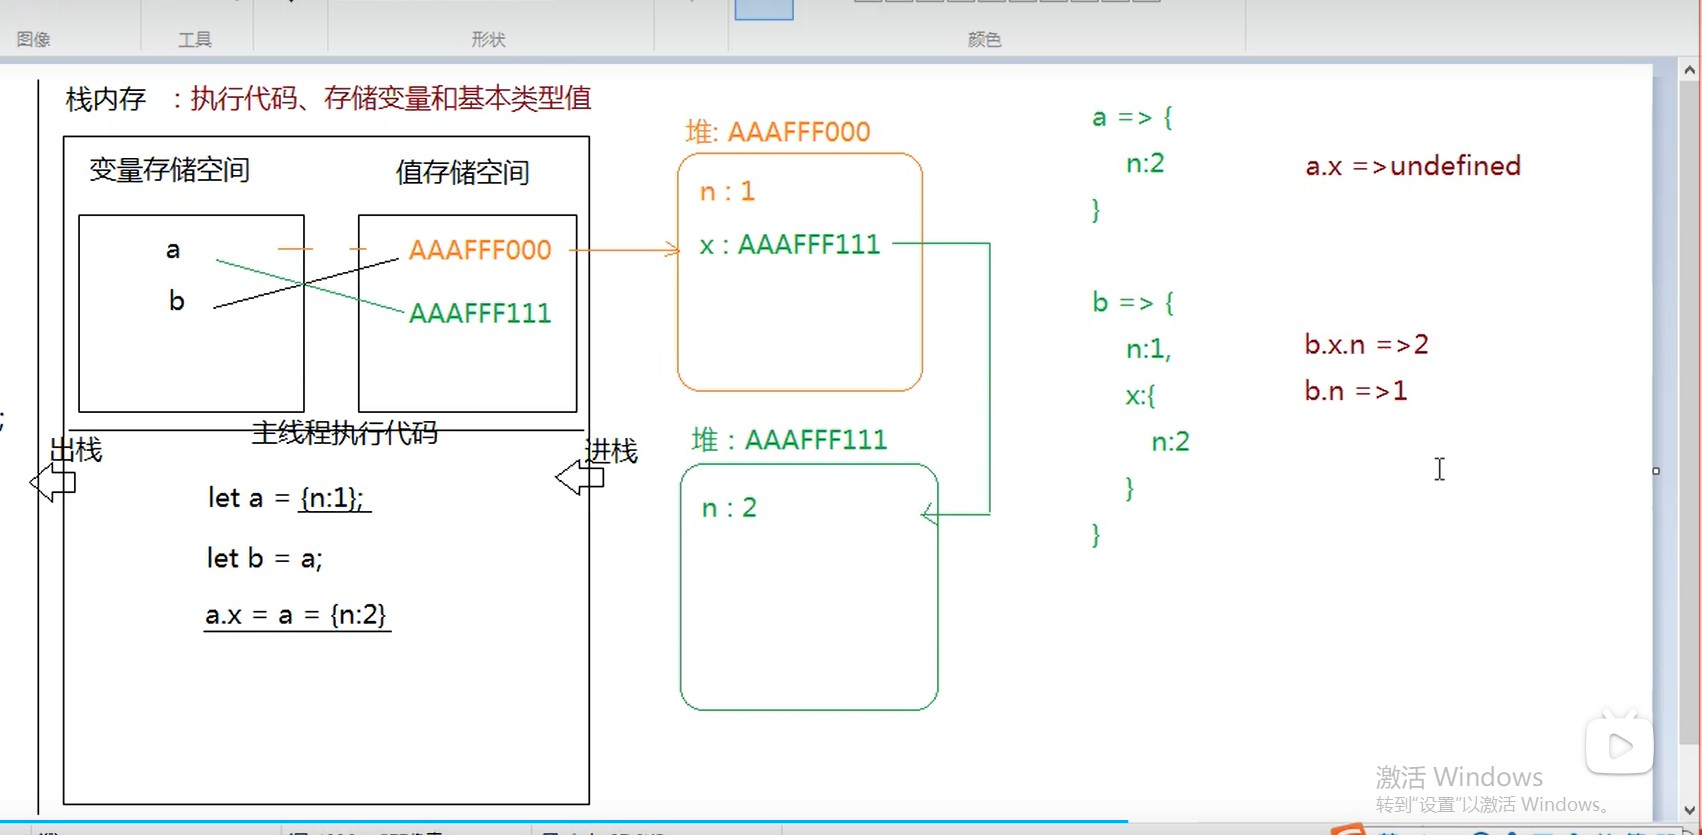 图像
工具
形状
颜色
栈内存 ：执行代码、存储变量和基本类型值
变量存储空间
值存储空间
a
b
AAAFFF000
AAAFFF111
主线程执行代码
出栈
进栈
let a = {n:1};
let b = a;
a.x = a = {n:2}
堆: AAAFFF000
n : 1
x : AAAFFF111
堆 : AAAFFF111
n : 2
a => {
n:2
}
a.x =>undefined
b => {
n:1,
x:{
n:2
}
}
b.x.n =>2
b.n =>1
;
激活 Windows
转到"设置"以激活 Windows。